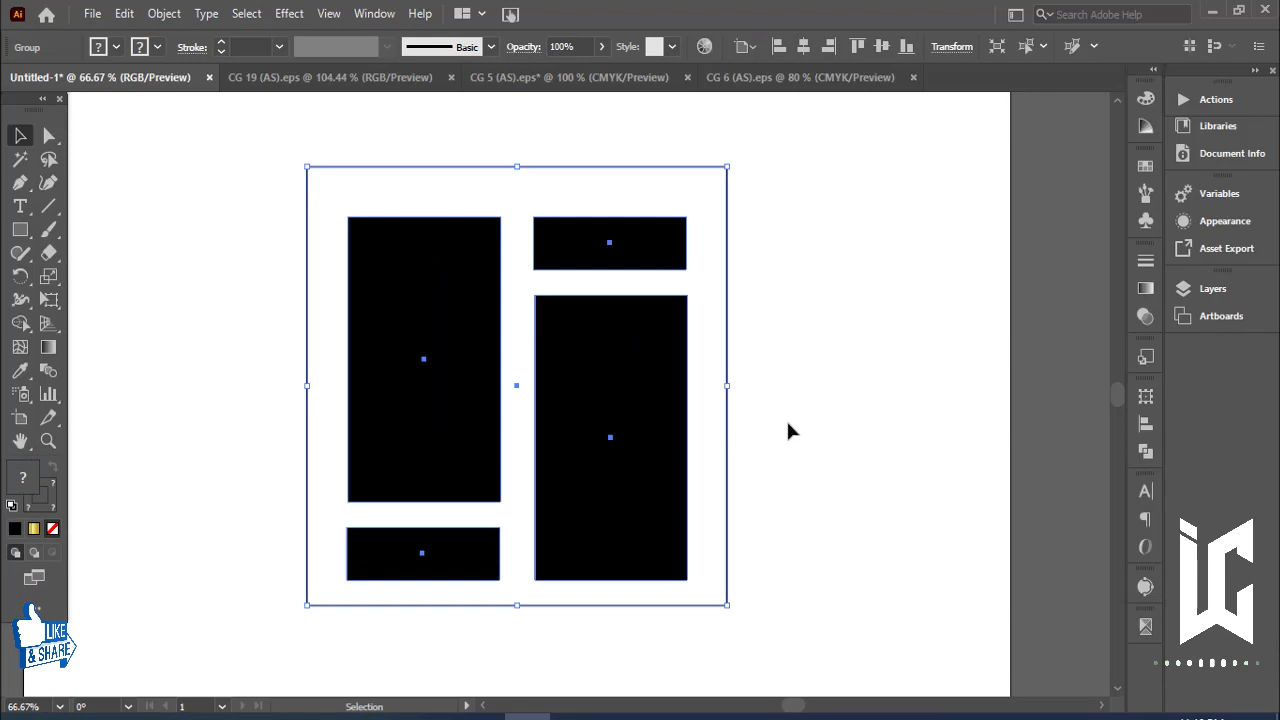 Ai File Edit Object Type Select Effect View Window Help Search Adobe Help
Group ? ? Stroke: Basic Opacity: 100% Style: Transform
Untitled-1* @ 66.67 % (RGB/Preview) × CG 19 (AS).eps @ 104.44 % (RGB/Preview) × CG 5 (AS).eps* @ 100 % (CMYK/Preview) × CG 6 (AS).eps @ 80 % (CMYK/Preview) ×
Actions
Libraries
Document Info
Variables
Appearance
Asset Export
Layers
Artboards
?
LIKE
& SHARE
66.67% 0° 1 Selection